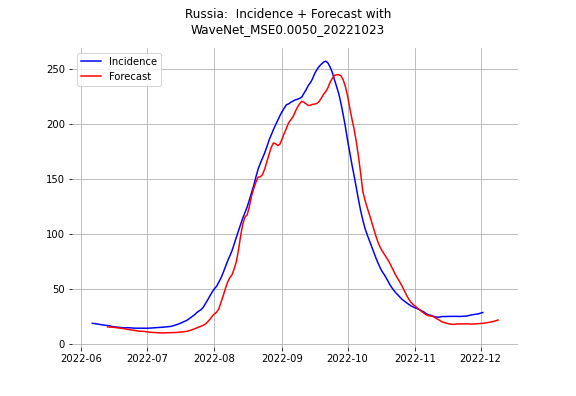 Russia:  Incidence + Forecast with
WaveNet_MSE0.0050_20221023
Incidence
Forecast
250
200
150
100
50
0
2022-06 2022-07 2022-08 2022-09 2022-10 2022-11 2022-12